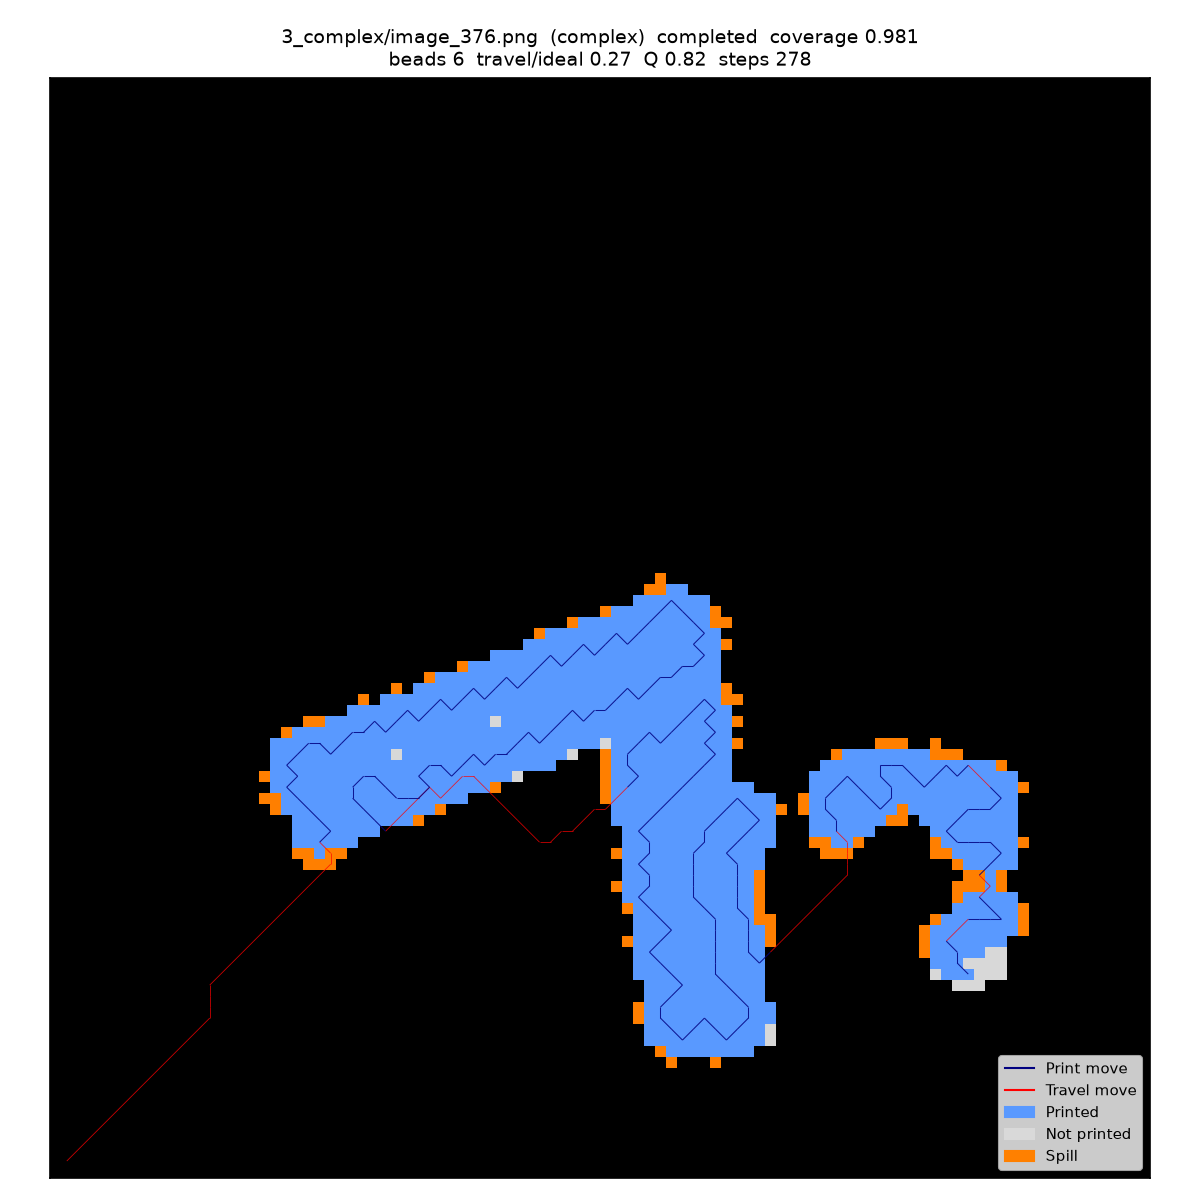 3_complex/image_376.png  (complex)  completed  coverage 0.981
beads 6  travel/ideal 0.27  Q 0.82  steps 278
Print move
Travel move
Printed
Not printed
Spill